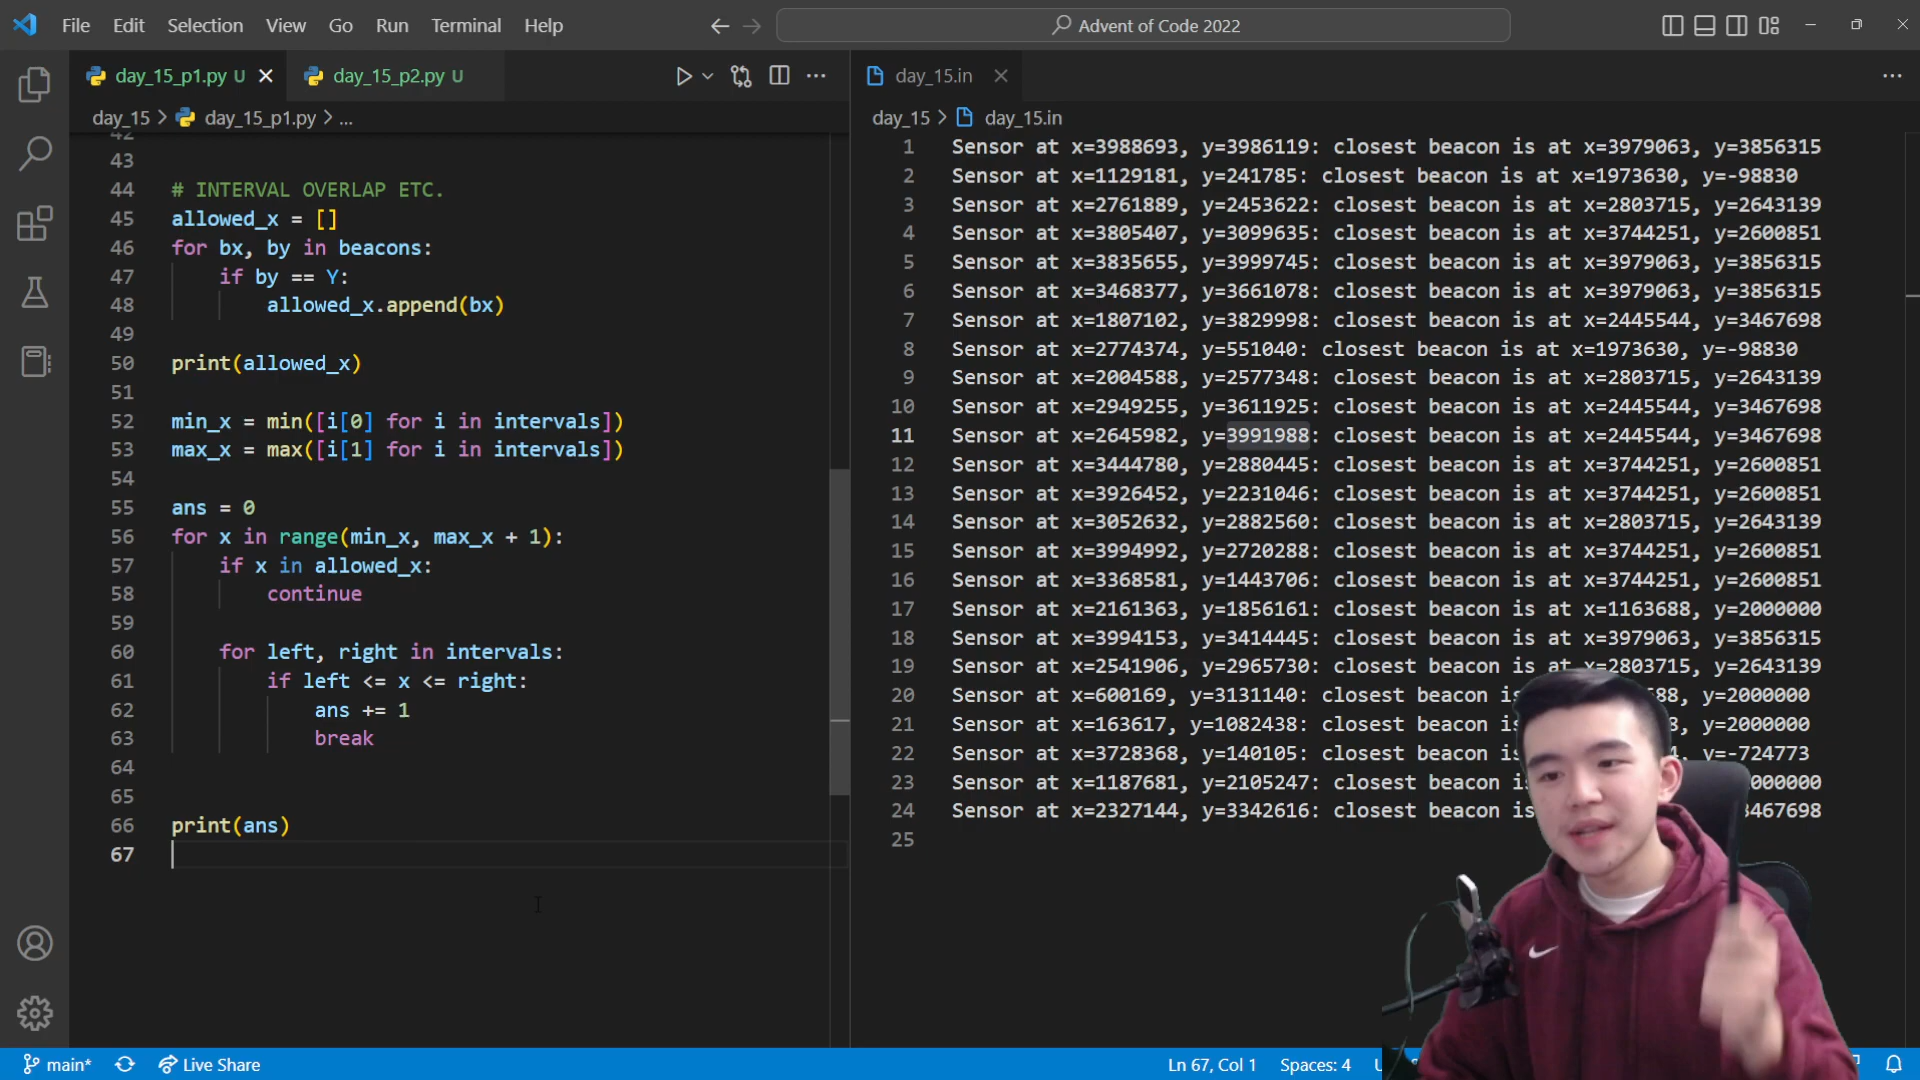 File Edit Selection View Go Run Terminal Help
Advent of Code 2022
day_15_p1.py U
day_15_p2.py U
day_15 > day_15_p1.py > ...
42
43
44 # INTERVAL OVERLAP ETC.
45 allowed_x = []
46 for bx, by in beacons:
47 if by == Y:
48 allowed_x.append(bx)
49
50 print(allowed_x)
51
52 min_x = min([i[0] for i in intervals])
53 max_x = max([i[1] for i in intervals])
54
55 ans = 0
56 for x in range(min_x, max_x + 1):
57 if x in allowed_x:
58 continue
59
60 for left, right in intervals:
61 if left <= x <= right:
62 ans += 1
63 break
64
65
66 print(ans)
67
day_15.in
day_15 > day_15.in
1 Sensor at x=3988693, y=3986119: closest beacon is at x=3979063, y=3856315
2 Sensor at x=1129181, y=241785: closest beacon is at x=1973630, y=-98830
3 Sensor at x=2761889, y=2453622: closest beacon is at x=2803715, y=2643139
4 Sensor at x=3805407, y=3099635: closest beacon is at x=3744251, y=2600851
5 Sensor at x=3835655, y=3999745: closest beacon is at x=3979063, y=3856315
6 Sensor at x=3468377, y=3661078: closest beacon is at x=3979063, y=3856315
7 Sensor at x=1807102, y=3829998: closest beacon is at x=2445544, y=3467698
8 Sensor at x=2774374, y=551040: closest beacon is at x=1973630, y=-98830
9 Sensor at x=2004588, y=2577348: closest beacon is at x=2803715, y=2643139
10 Sensor at x=2949255, y=3611925: closest beacon is at x=2445544, y=3467698
11 Sensor at x=2645982, y=3991988: closest beacon is at x=2445544, y=3467698
12 Sensor at x=3444780, y=2880445: closest beacon is at x=3744251, y=2600851
13 Sensor at x=3926452, y=2231046: closest beacon is at x=3744251, y=2600851
14 Sensor at x=3052632, y=2882560: closest beacon is at x=2803715, y=2643139
15 Sensor at x=3994992, y=2720288: closest beacon is at x=3744251, y=2600851
16 Sensor at x=3368581, y=1443706: closest beacon is at x=3744251, y=2600851
17 Sensor at x=2161363, y=1856161: closest beacon is at x=1163688, y=2000000
18 Sensor at x=3994153, y=3414445: closest beacon is at x=3979063, y=3856315
19 Sensor at x=2541906, y=2965730: closest beacon is at x=2803715, y=2643139
20 Sensor at x=600169, y=3131140: closest beacon 88, y=2000000
21 Sensor at x=163617, y=1082438: closest beacon y=2000000
22 Sensor at x=3728368, y=140105: closest beacon y=-724773
23 Sensor at x=1187681, y=2105247: closest beacon 000000
24 Sensor at x=2327144, y=3342616: closest beacon 467698
25
main* Live Share
Ln 67, Col 1 Spaces: 4